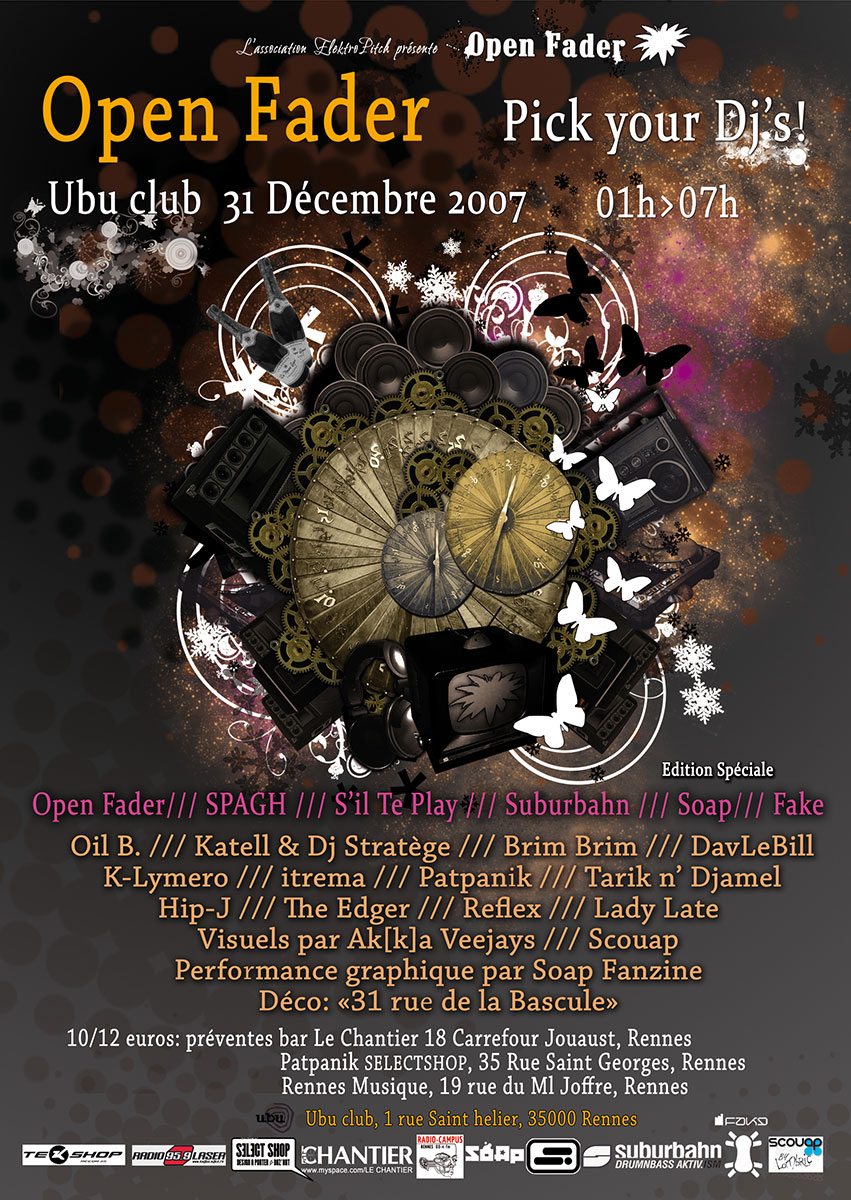 L'association ElektroPitch présente
Open Fader
Open Fader
Pick your Dj's!
Ubu club 31 Décembre 2007 01h>07h
Edition Spéciale
Open Fader/// SPAGH /// S'il Te Play /// Suburbahn /// Soap/// Fake
Oil B. /// Katell & Dj Stratège /// Brim Brim /// DavLeBill
K-Lymero /// itrema /// Patpanik /// Tarik n' Djamel
Hip-J /// The Edger /// Reflex /// Lady Late
Visuels par Ak[k]a Veejays /// Scouap
Performance graphique par Soap Fanzine
Déco: «31 rue de la Bascule»
10/12 euros: préventes bar Le Chantier 18 Carrefour Jouaust, Rennes
Patpanik SELECTSHOP, 35 Rue Saint Georges, Rennes
Rennes Musique, 19 rue du Ml Joffre, Rennes
ubu
Ubu club, 1 rue Saint helier, 35000 Rennes
TEKSHOP
RADIO 95.9 LASER
S3L3GT SHOP
CHANTIER
www.myspace.com/LE CHANTIER
RADIO-CAMPUS
suburbahn
DRUMNBASS AKTIV.ISM
scouap